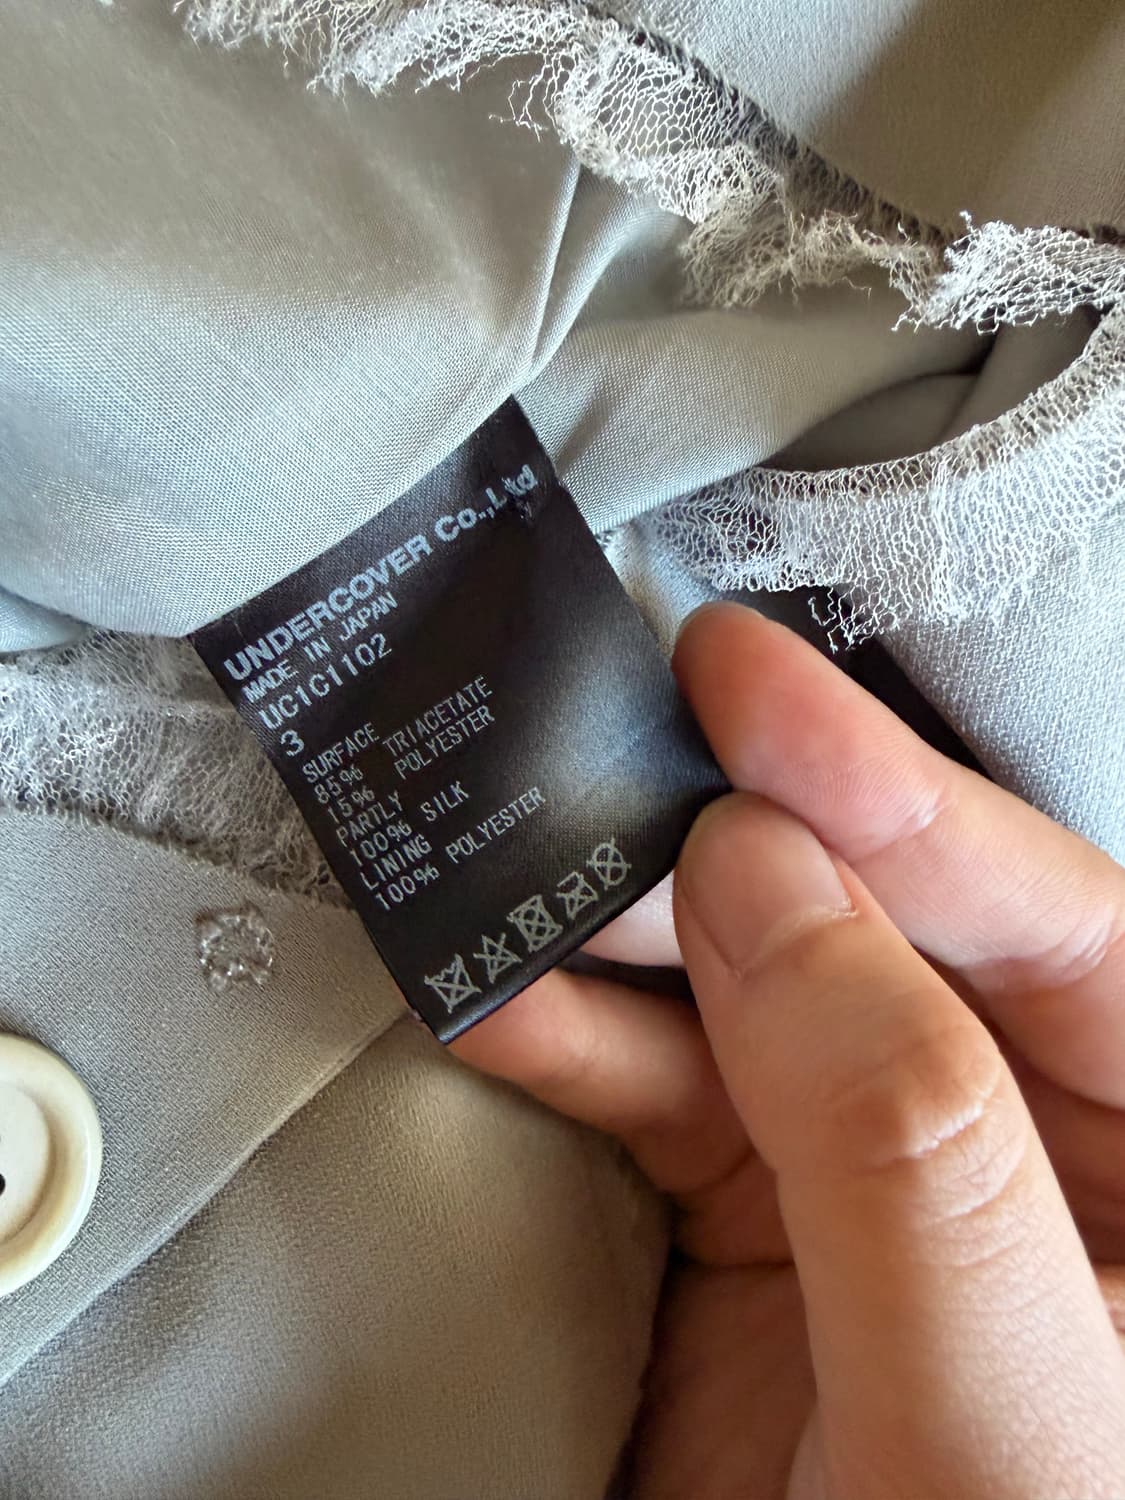 UNDERCOVER Co.,Ltd
MADE IN JAPAN
UC1C1102
3
SURFACE
85% TRIACETATE
15% POLYESTER
PARTLY
100% SILK
LINING
100% POLYESTER